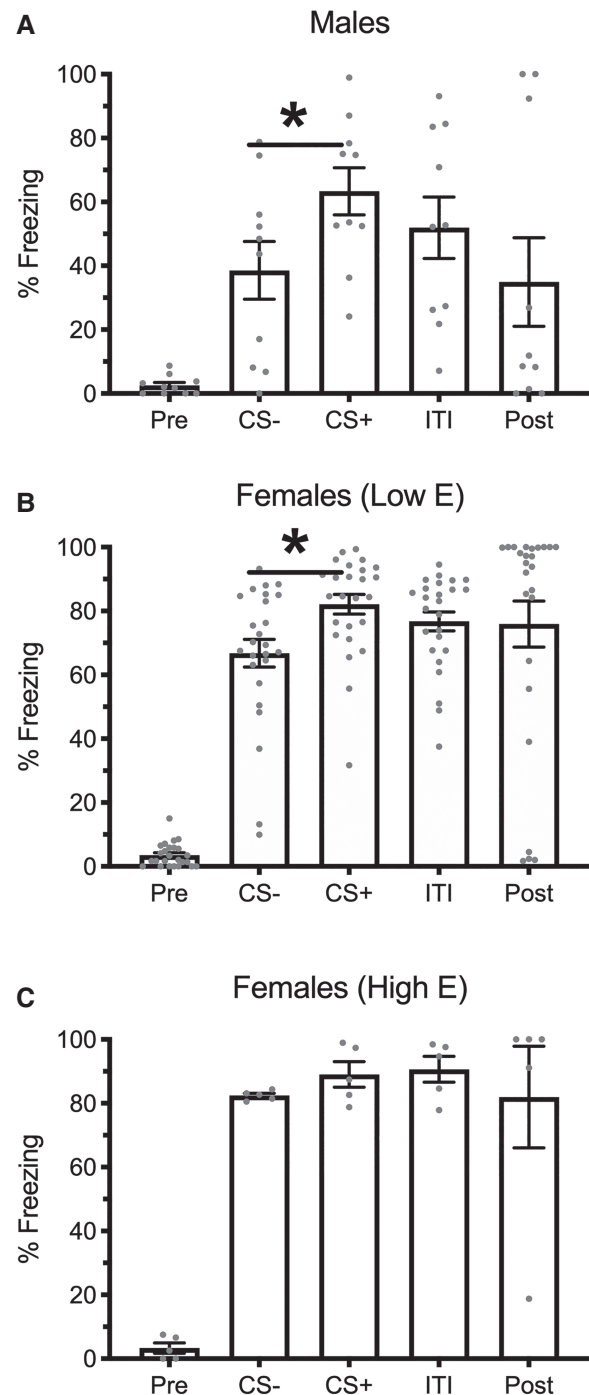 A
Males
% Freezing
100
80
60
40
20
0
*
Pre CS- CS+ ITI Post
B
Females (Low E)
% Freezing
100
80
60
40
20
0
*
Pre CS- CS+ ITI Post
C
Females (High E)
% Freezing
100
80
60
40
20
0
Pre CS- CS+ ITI Post